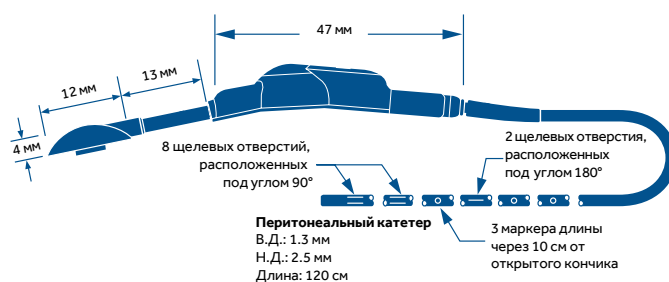 47 мм
12 мм
13 мм
4 мм
8 щелевых отверстий,
расположенных
под углом 90°
2 щелевых отверстия,
расположенных
под углом 180°
Перитонеальный катетер
В.Д.: 1.3 мм
Н.Д.: 2.5 мм
Длина: 120 см
3 маркера длины
через 10 см от
открытого кончика